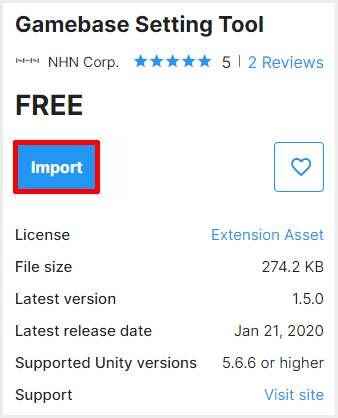 Gamebase Setting Tool
NHN NHN Corp. ★★★★★ 5 | 2 Reviews
FREE
Import
License Extension Asset
File size 274.2 KB
Latest version 1.5.0
Latest release date Jan 21, 2020
Supported Unity versions 5.6.6 or higher
Support Visit site